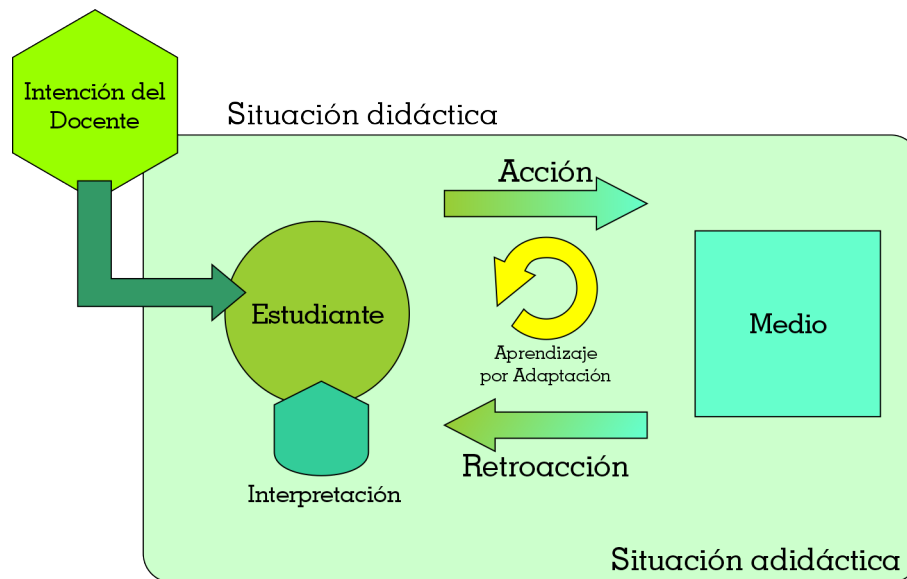 Intención del
Docente
Situación didáctica
Acción
Estudiante
Medio
Aprendizaje
por Adaptación
Retroacción
Interpretación
Situación adidáctica